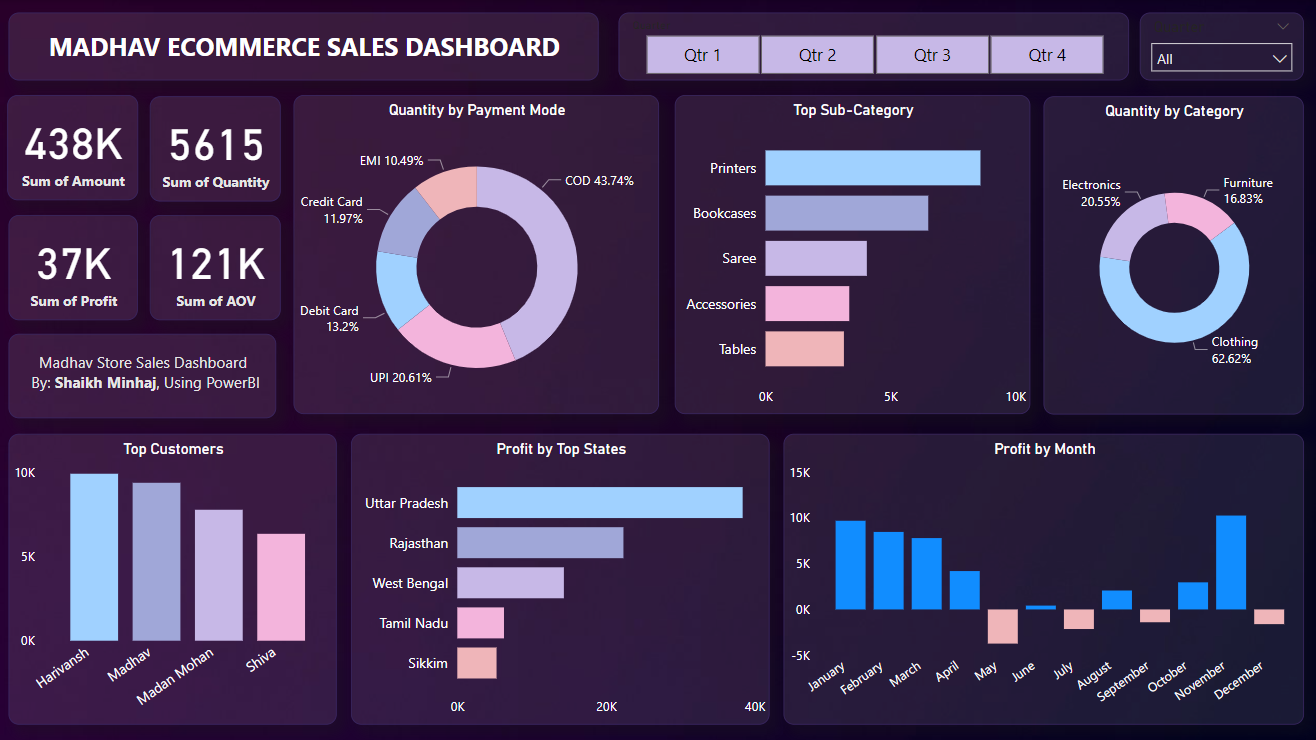 MADHAV ECOMMERCE SALES DASHBOARD
Qtr 1
Qtr 2
Qtr 3
Qtr 4
All
438K
Sum of Amount
5615
Sum of Quantity
37K
Sum of Profit
121K
Sum of AOV
Madhav Store Sales Dashboard
By: Shaikh Minhaj, Using PowerBI
Quantity by Payment Mode
EMI 10.49%
COD 43.74%
Credit Card
11.97%
Debit Card
13.2%
UPI 20.61%
Top Sub-Category
Printers
Bookcases
Saree
Accessories
Tables
0K
5K
10K
Quantity by Category
Electronics
20.55%
Furniture
16.83%
Clothing
62.62%
Top Customers
10K
5K
0K
Harivansh
Madhav
Madan Mohan
Shiva
Profit by Top States
Uttar Pradesh
Rajasthan
West Bengal
Tamil Nadu
Sikkim
0K
20K
40K
Profit by Month
15K
10K
5K
0K
-5K
January
February
March
April
May
June
July
August
September
October
November
December